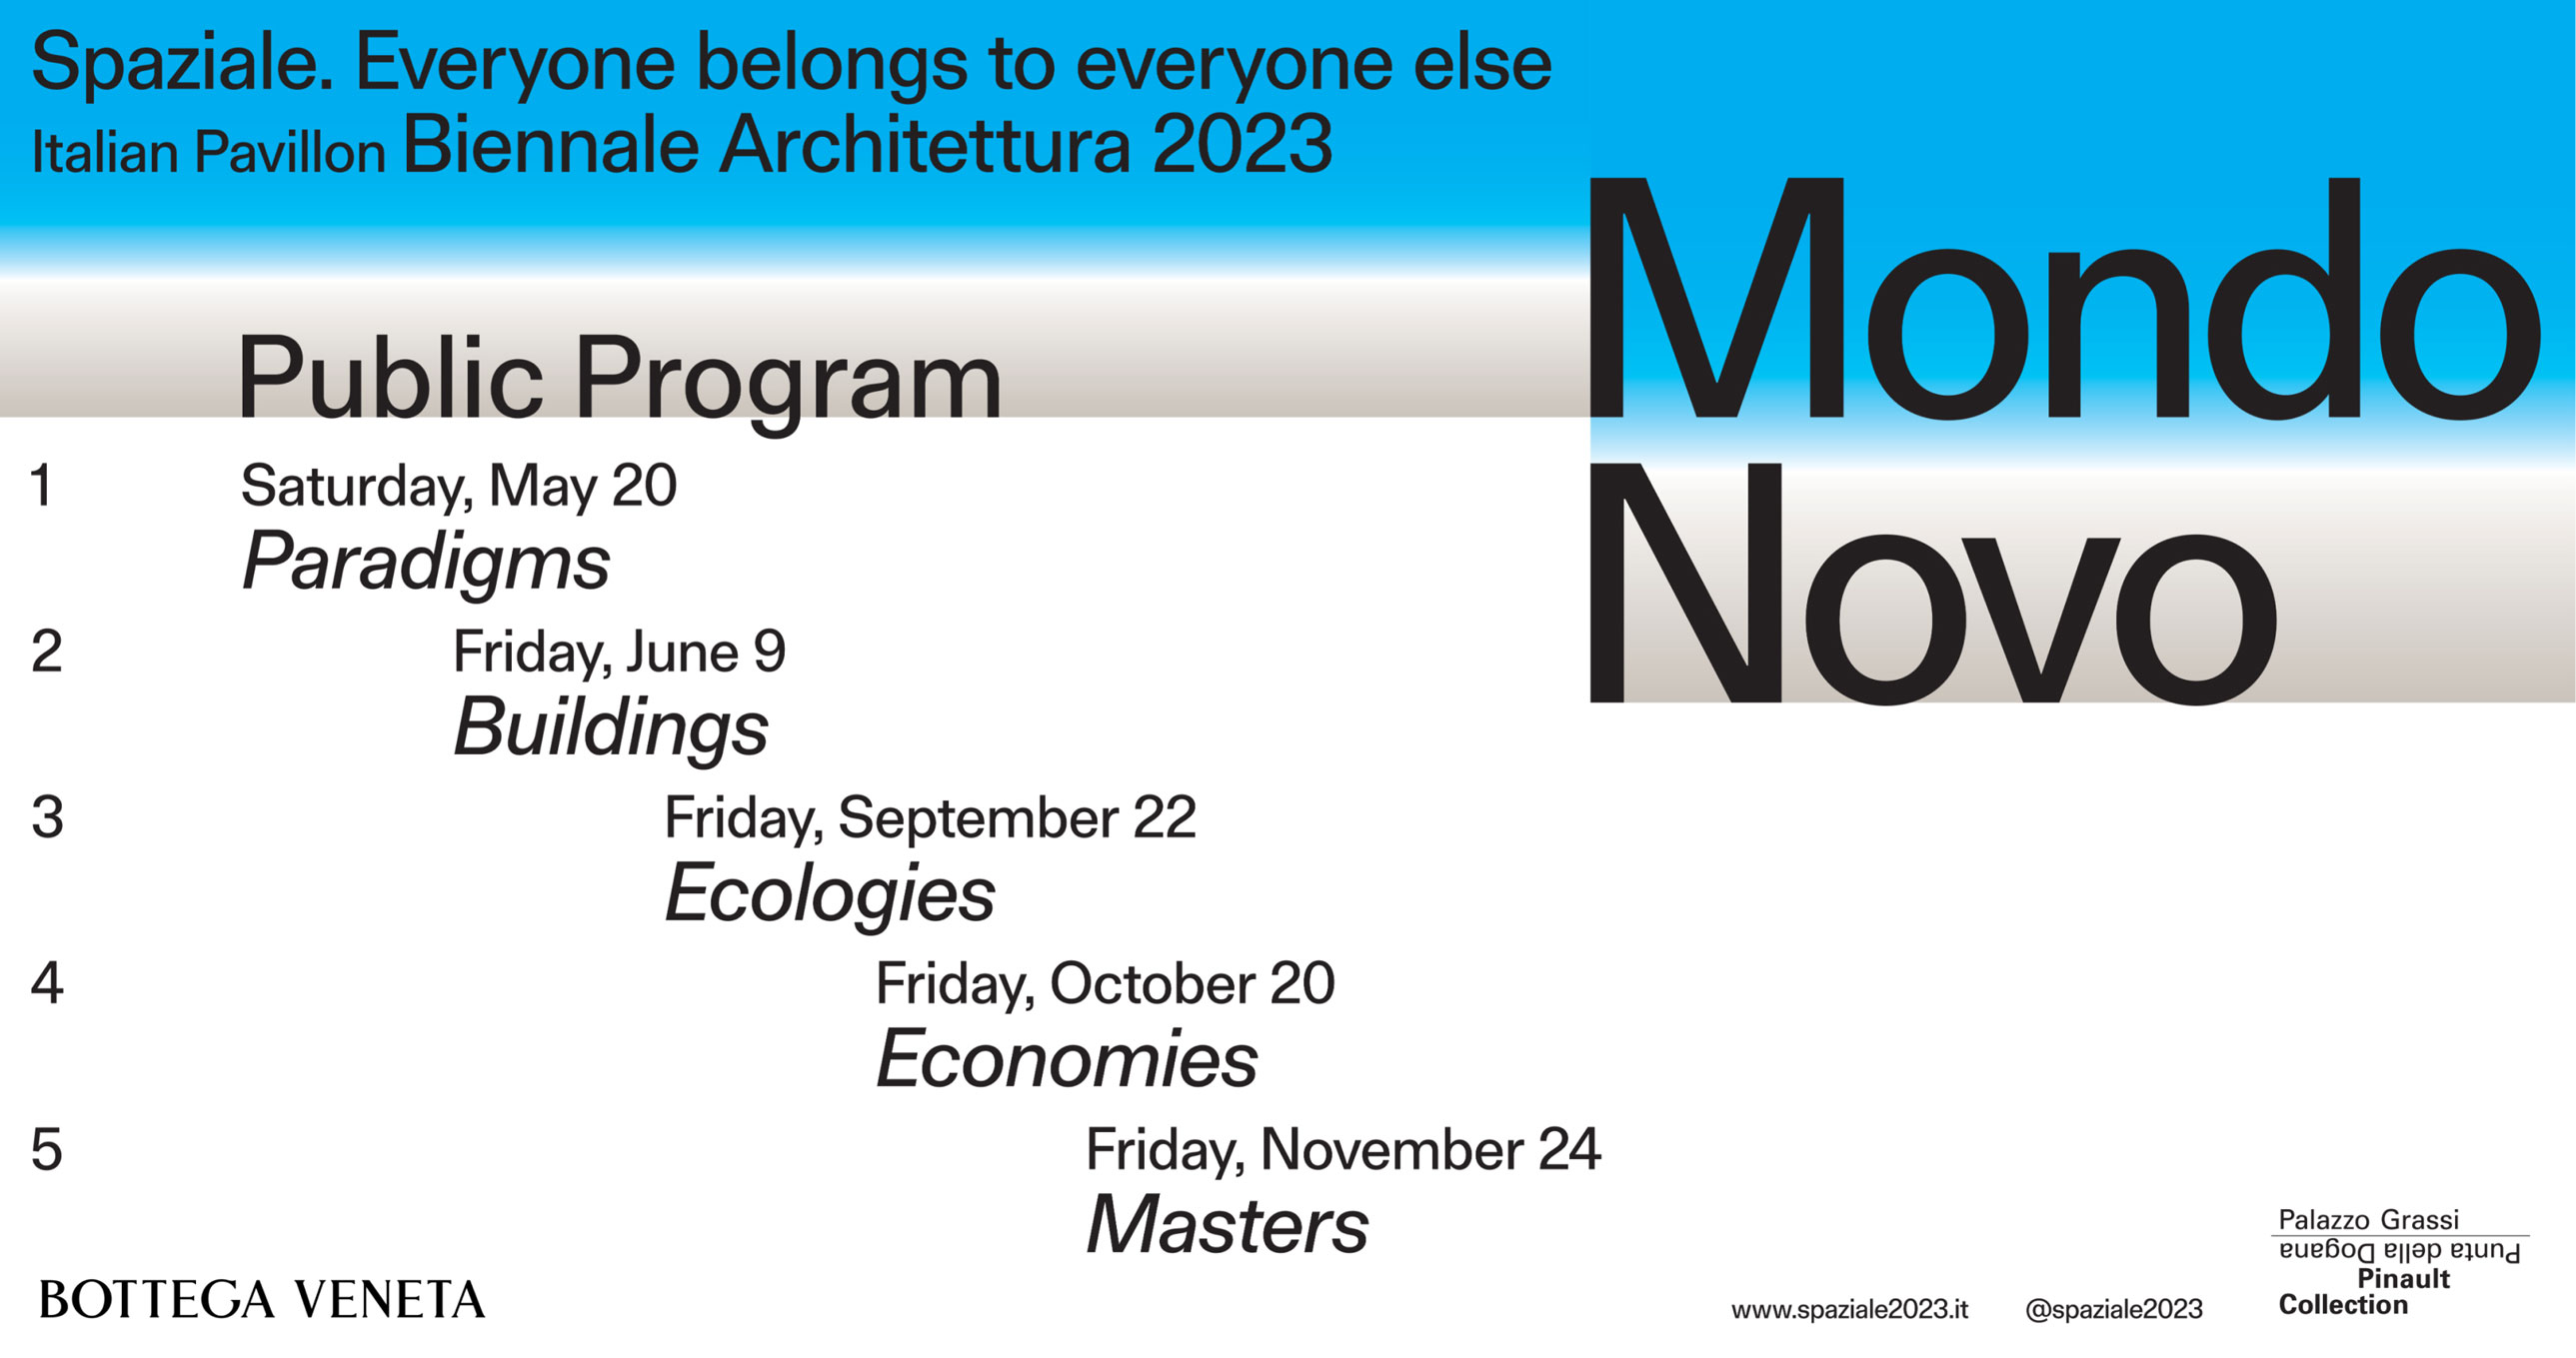 Spaziale. Everyone belongs to everyone else
Italian Pavillon Biennale Architettura 2023
Mondo
Novo
Public Program
1 Saturday, May 20
Paradigms
2 Friday, June 9
Buildings
3 Friday, September 22
Ecologies
4 Friday, October 20
Economies
5 Friday, November 24
Masters
BOTTEGA VENETA
www.spaziale2023.it @spaziale2023
Palazzo Grassi
Punta della Dogana
Pinault
Collection